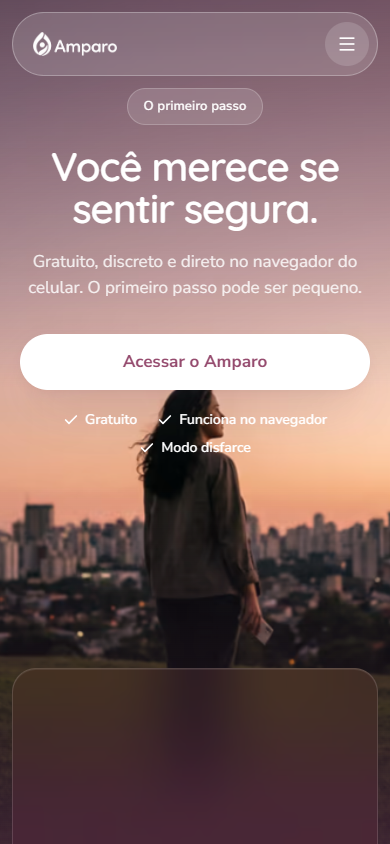 Amparo
O primeiro passo
Você merece se
sentir segura.
Gratuito, discreto e direto no navegador do
celular. O primeiro passo pode ser pequeno.
Acessar o Amparo
Gratuito
Funciona no navegador
Modo disfarce